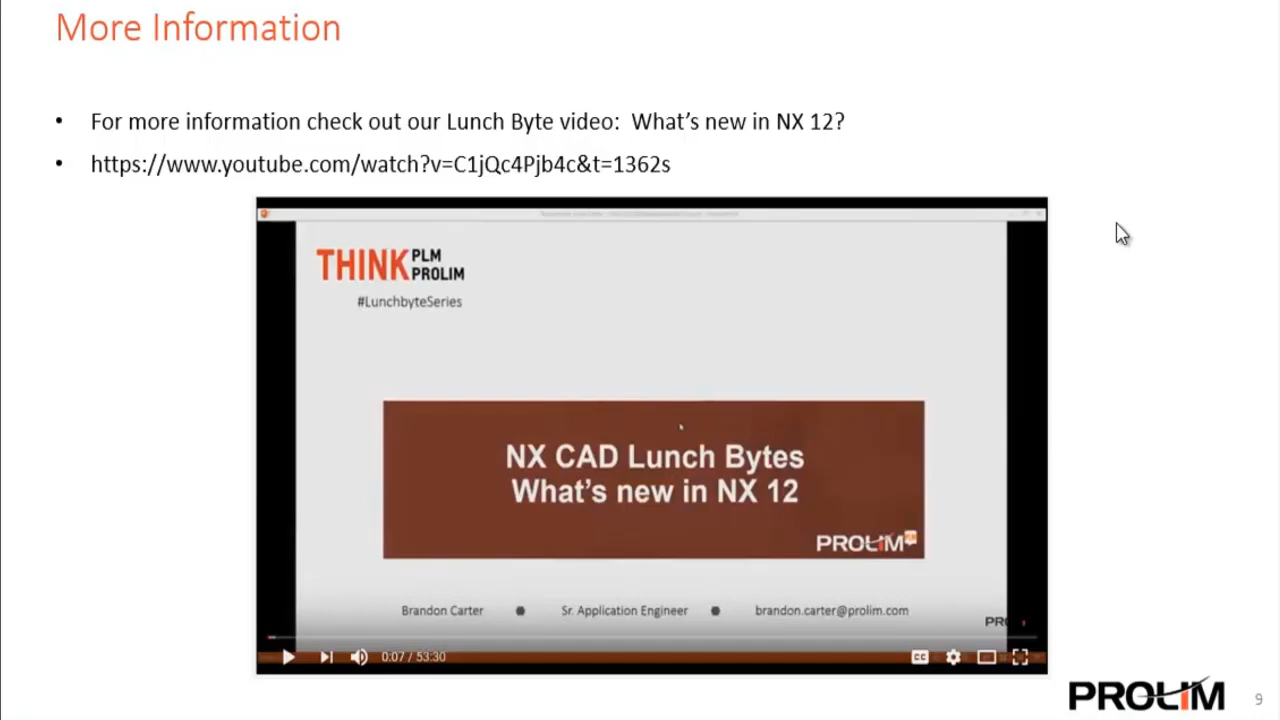 More Information
• For more information check out our Lunch Byte video:  What's new in NX 12?
• https://www.youtube.com/watch?v=C1jQc4Pjb4c&t=1362s
THINK PLM
PROLIM
#LunchbyteSeries
NX CAD Lunch Bytes
What's new in NX 12
PROLIM
Brandon Carter
Sr. Application Engineer
brandon.carter@prolim.com
0:07 / 53:30
CC
PROLIM
9